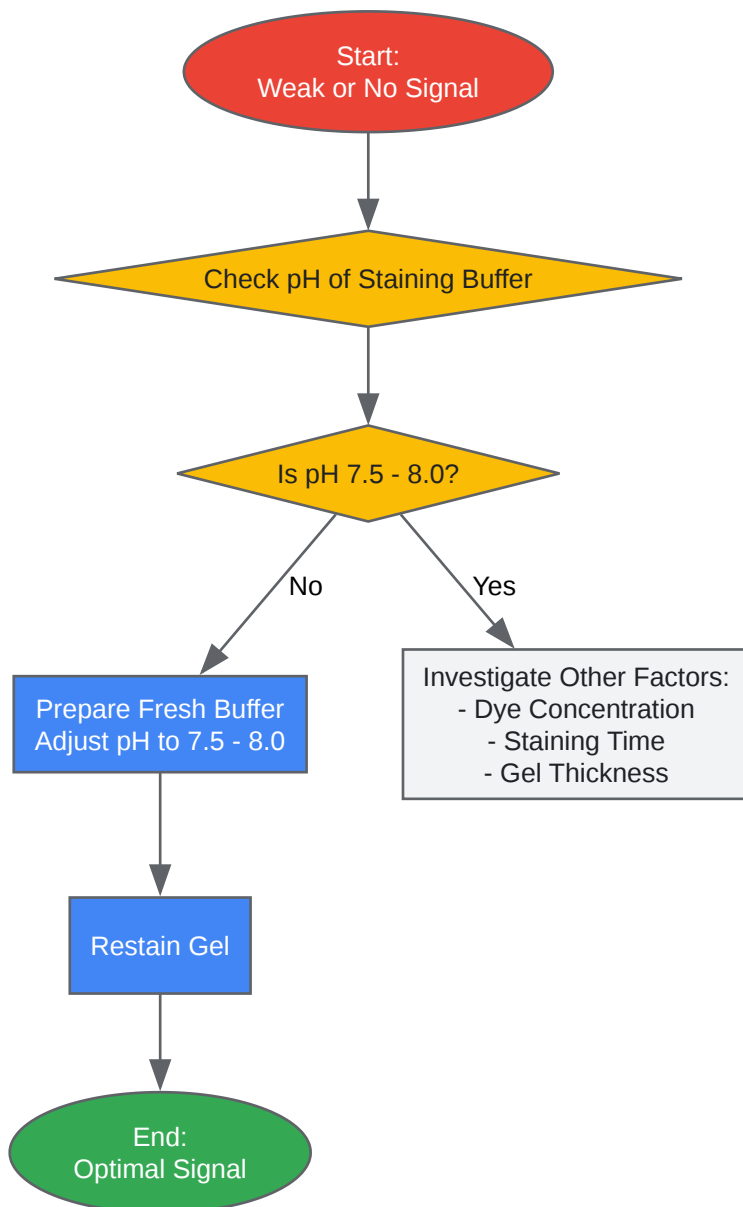 Start:
Weak or No Signal
Check pH of Staining Buffer
Is pH 7.5 - 8.0?
No
Yes
Prepare Fresh Buffer
Adjust pH to 7.5 - 8.0
Investigate Other Factors:
- Dye Concentration
- Staining Time
- Gel Thickness
Restain Gel
End:
Optimal Signal